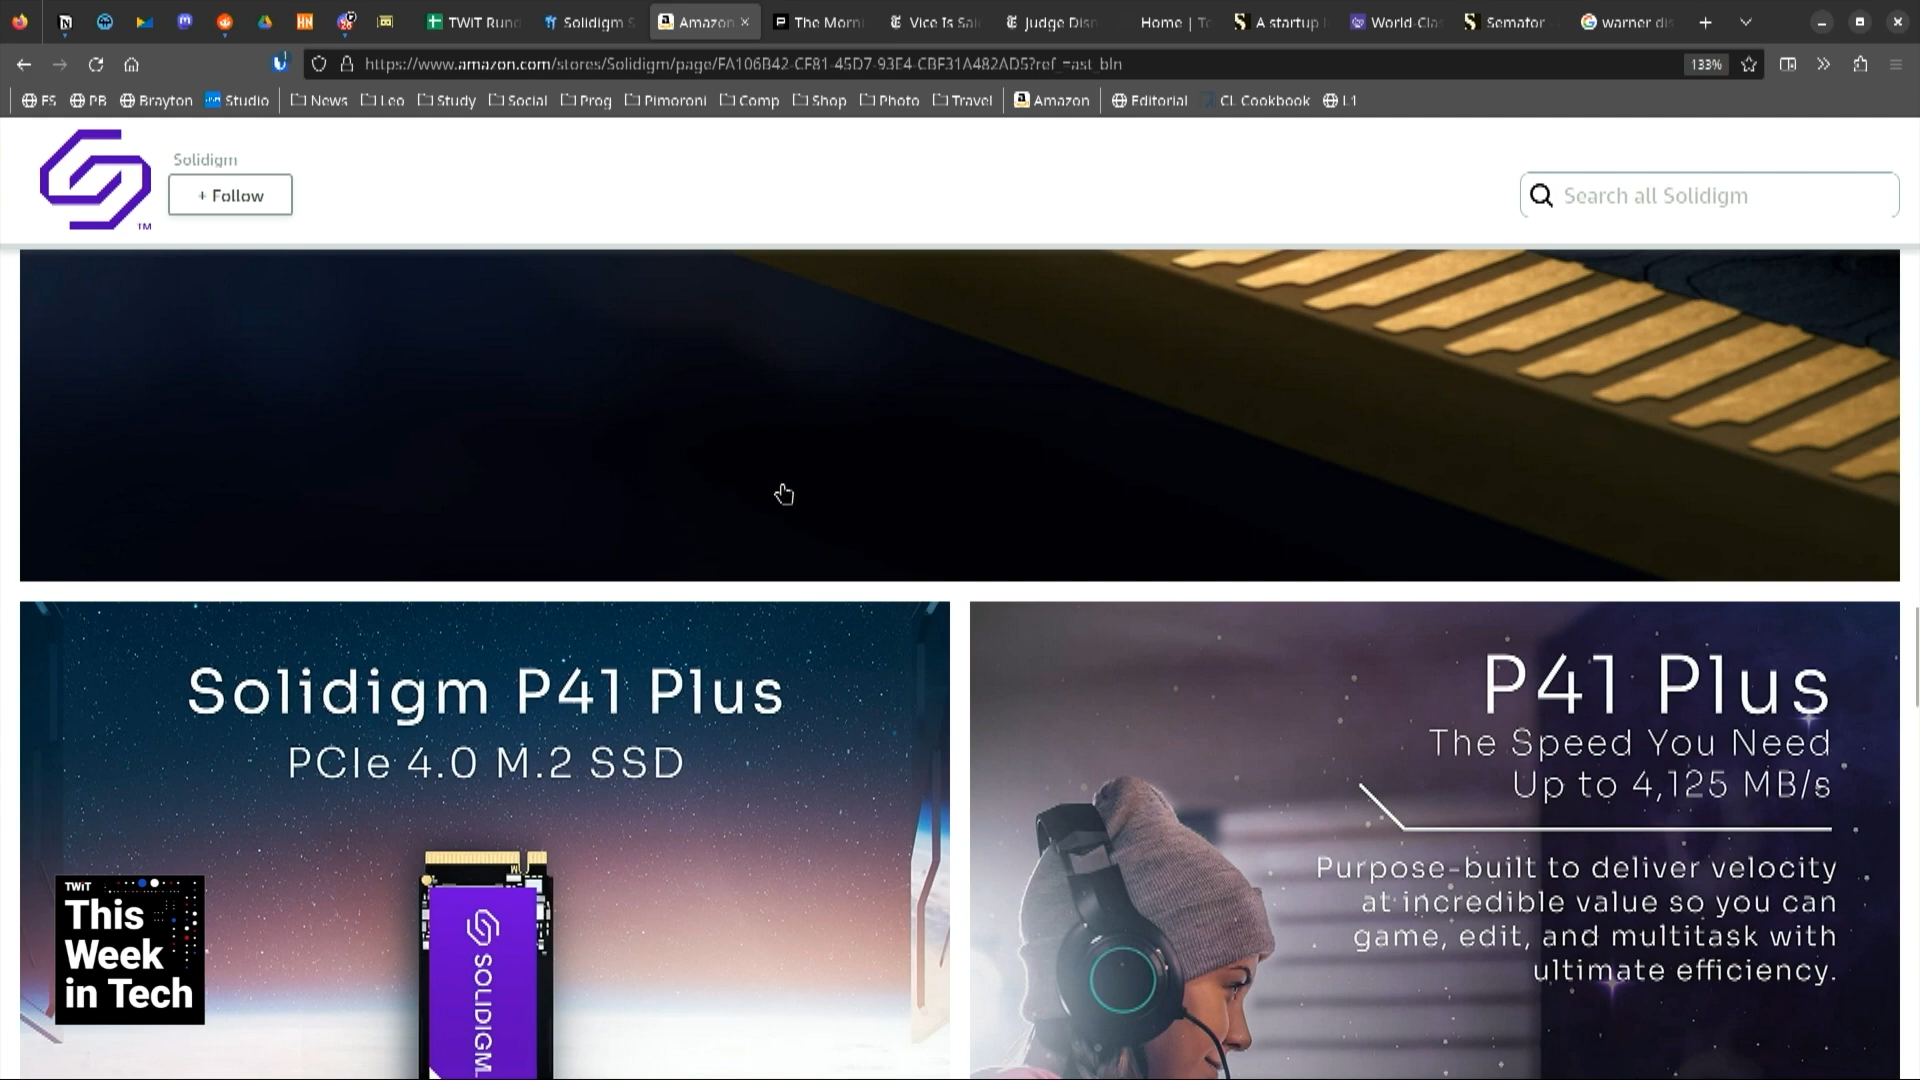 TWiT Rund
Solidigm S
Amazon
The Morni
Vice Is Sai
Judge Disn
Home | Te
A startup
World-Clas
Semafor
warner dis
https://www.amazon.com/stores/Solidigm/page/FA106B42-CF81-45D7-93E4-CBF31A482AD5?ref_=ast_bln
133%
FS PB Brayton Studio News Leo Study Social Prog Pimoroni Comp Shop Photo Travel Amazon Editorial CL Cookbook L1
Solidigm
+ Follow
TM
Search all Solidigm
Solidigm P41 Plus
PCIe 4.0 M.2 SSD
SOLIDIGM
TWiT
This
Week
in Tech
P41 Plus
The Speed You Need
Up to 4,125 MB/s
Purpose-built to deliver velocity
at incredible value so you can
game, edit, and multitask with
ultimate efficiency.